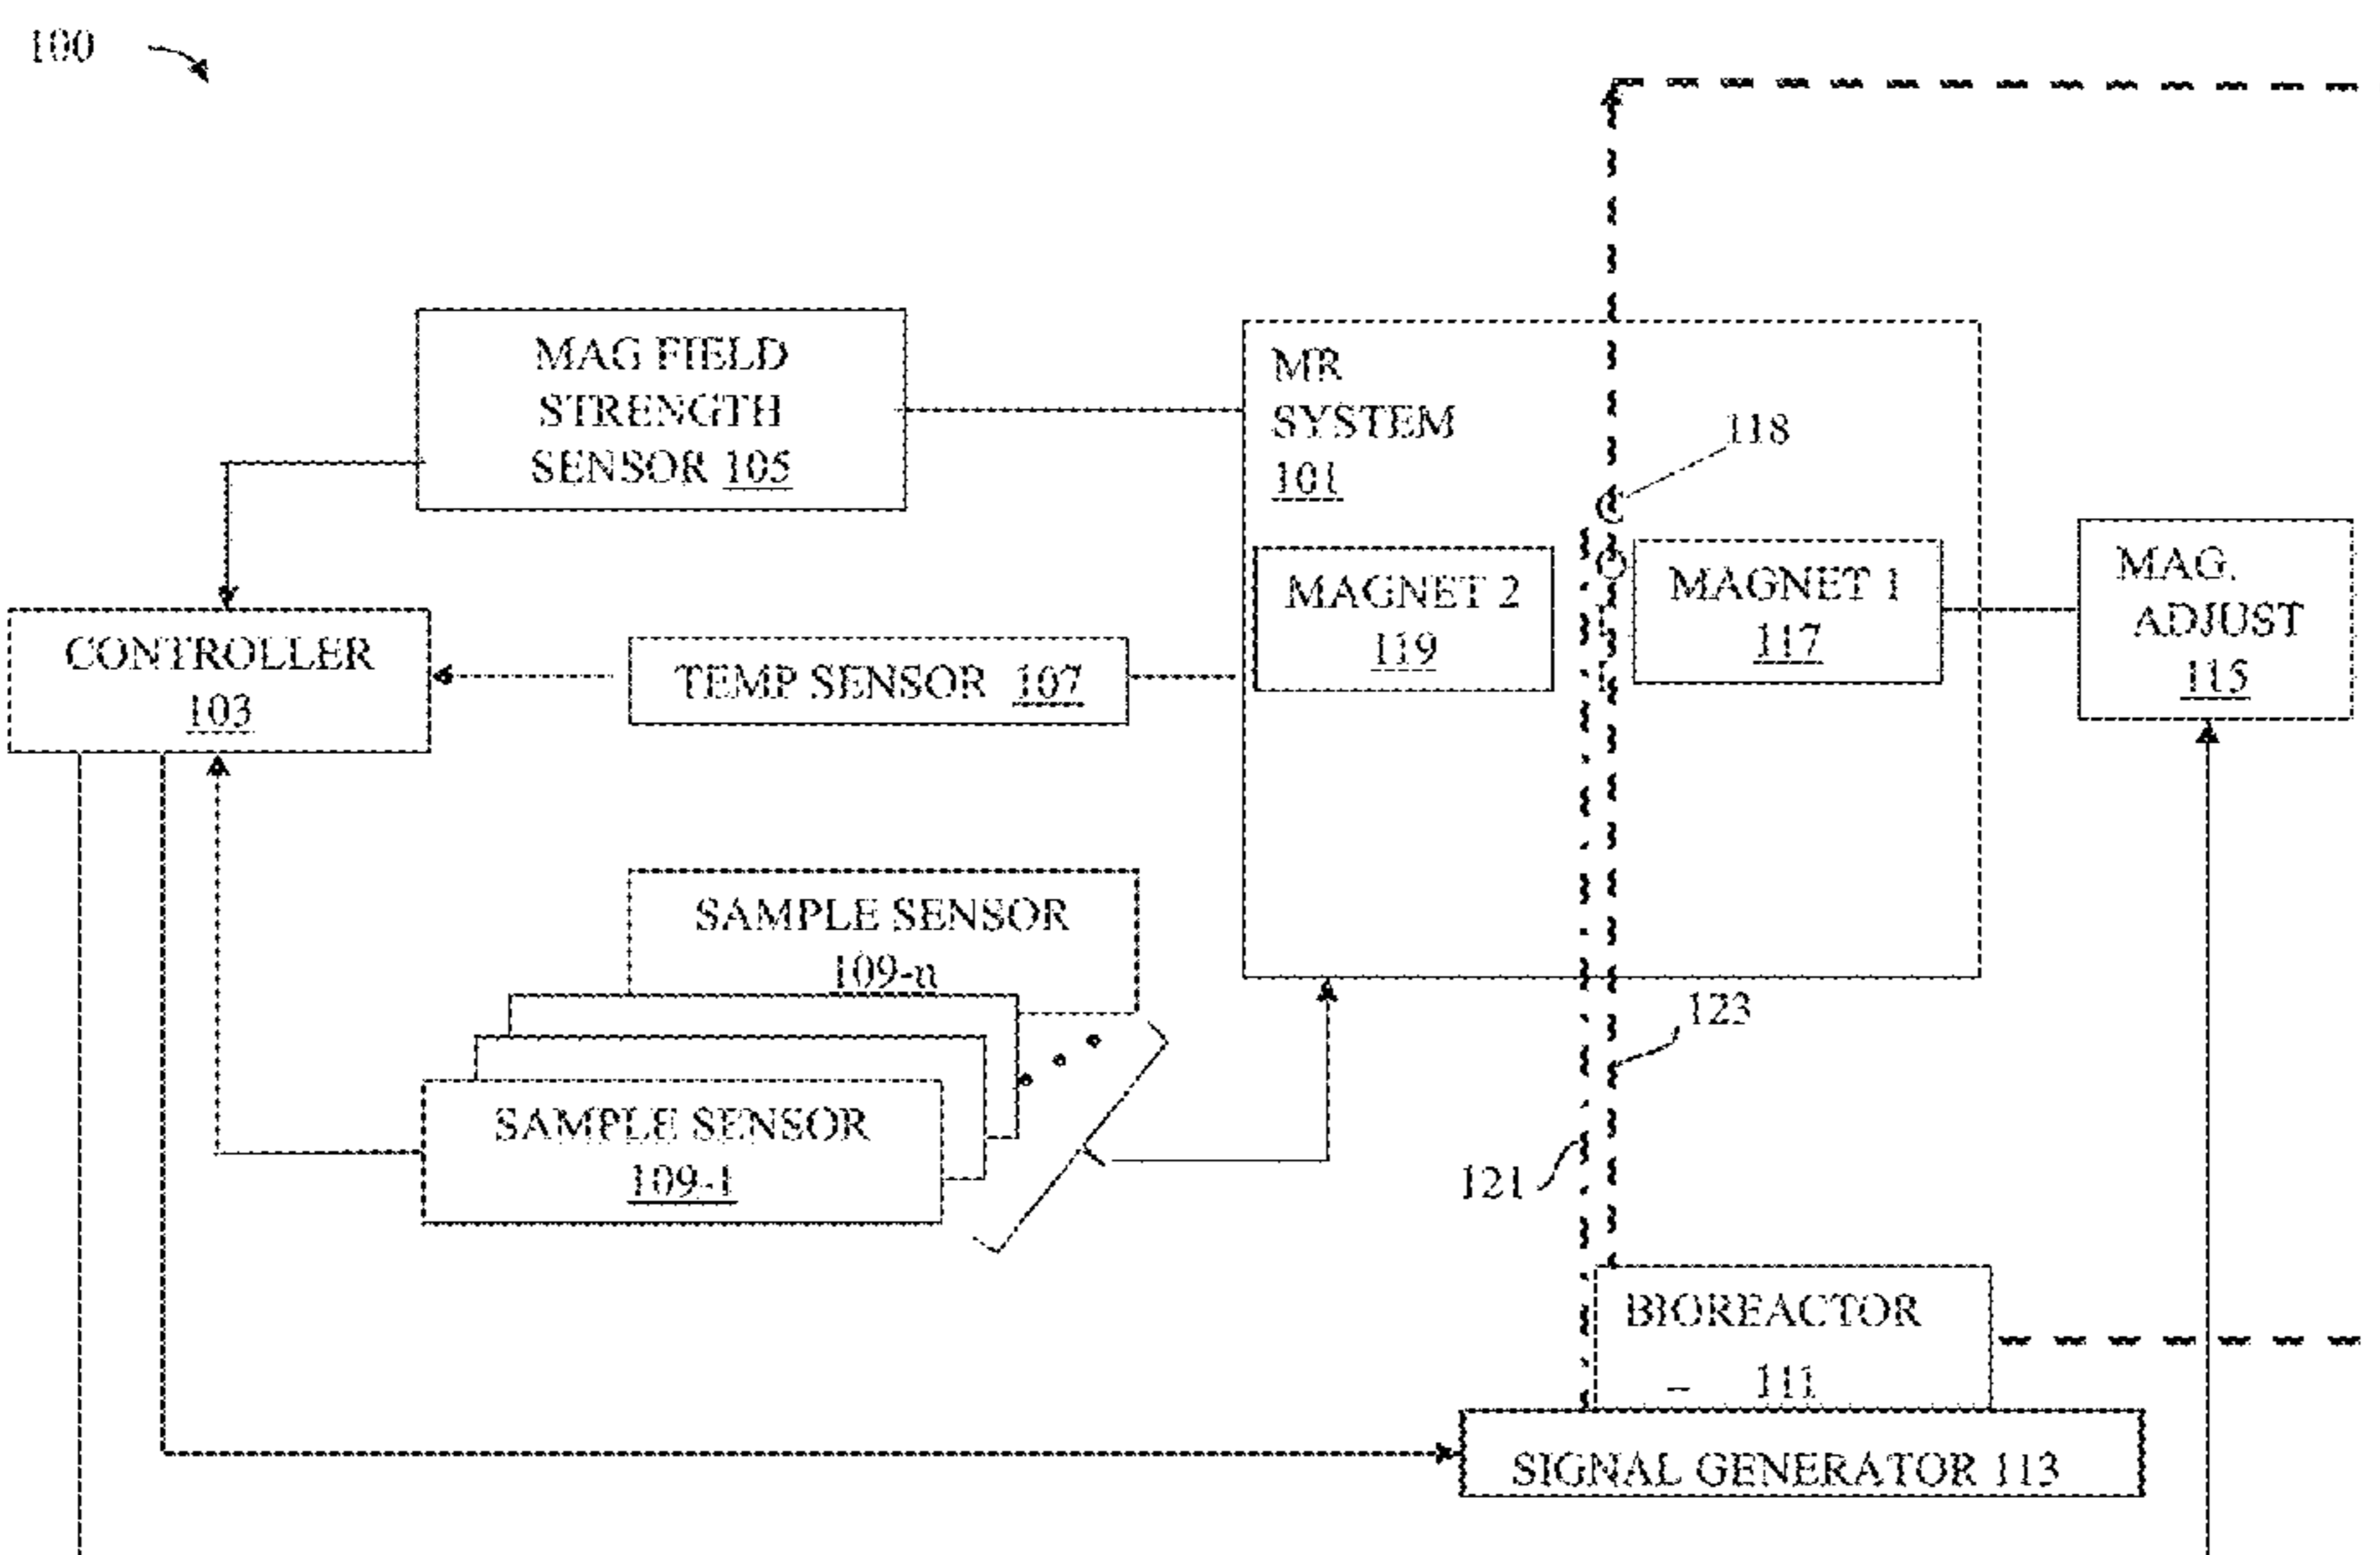 100
MAG FIELD
STRENGTH
SENSOR 105
MR
SYSTEM
101
118
MAGNET 2
119
MAGNET 1
117
MAG.
ADJUST
115
CONTROLLER
103
TEMP SENSOR 107
SAMPLE SENSOR
109-n
SAMPLE SENSOR
109-1
123
121
BIOREACTOR
111
SIGNAL GENERATOR 113